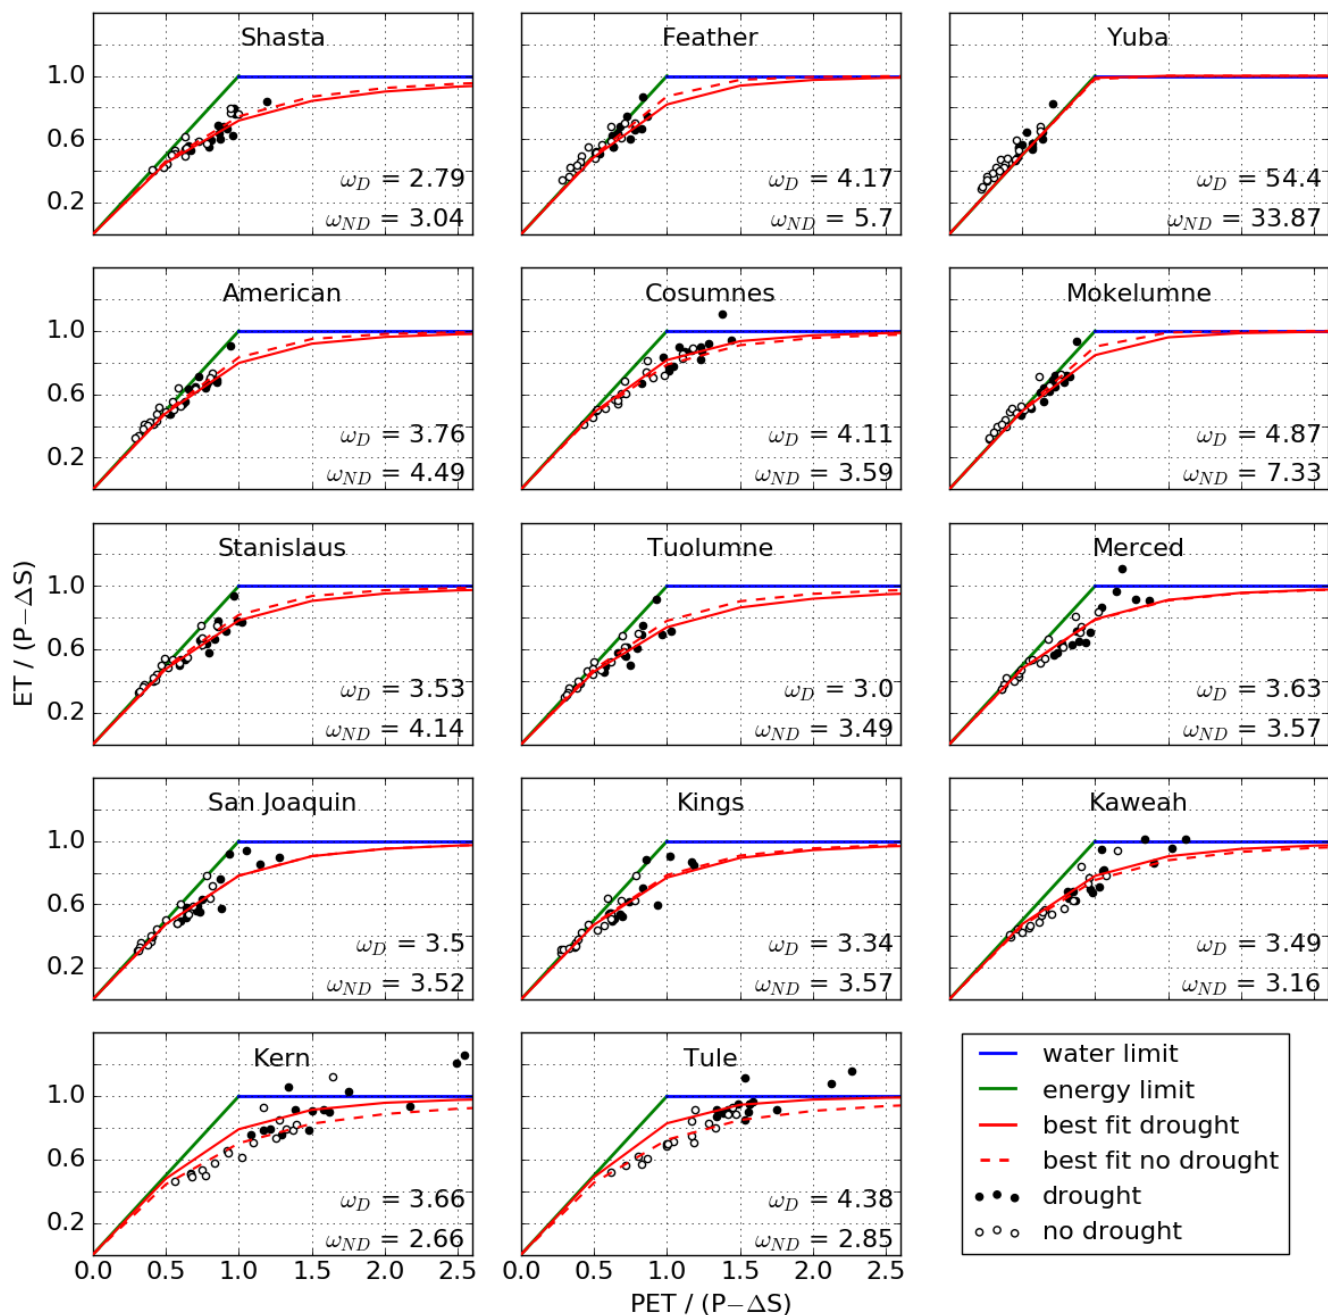 Shasta
Feather
Yuba
1.0
0.6
0.2
ω_D = 2.79
ω_ND = 3.04
ω_D = 4.17
ω_ND = 5.7
ω_D = 54.4
ω_ND = 33.87
American
Cosumnes
Mokelumne
1.0
0.6
0.2
ω_D = 3.76
ω_ND = 4.49
ω_D = 4.11
ω_ND = 3.59
ω_D = 4.87
ω_ND = 7.33
Stanislaus
Tuolumne
Merced
ET / (P−ΔS)
1.0
0.6
0.2
ω_D = 3.53
ω_ND = 4.14
ω_D = 3.0
ω_ND = 3.49
ω_D = 3.63
ω_ND = 3.57
San Joaquin
Kings
Kaweah
1.0
0.6
0.2
ω_D = 3.5
ω_ND = 3.52
ω_D = 3.34
ω_ND = 3.57
ω_D = 3.49
ω_ND = 3.16
Kern
Tule
1.0
0.6
0.2
ω_D = 3.66
ω_ND = 2.66
ω_D = 4.38
ω_ND = 2.85
water limit
energy limit
best fit drought
best fit no drought
drought
no drought
0.0 0.5 1.0 1.5 2.0 2.5
0.0 0.5 1.0 1.5 2.0 2.5
PET / (P−ΔS)